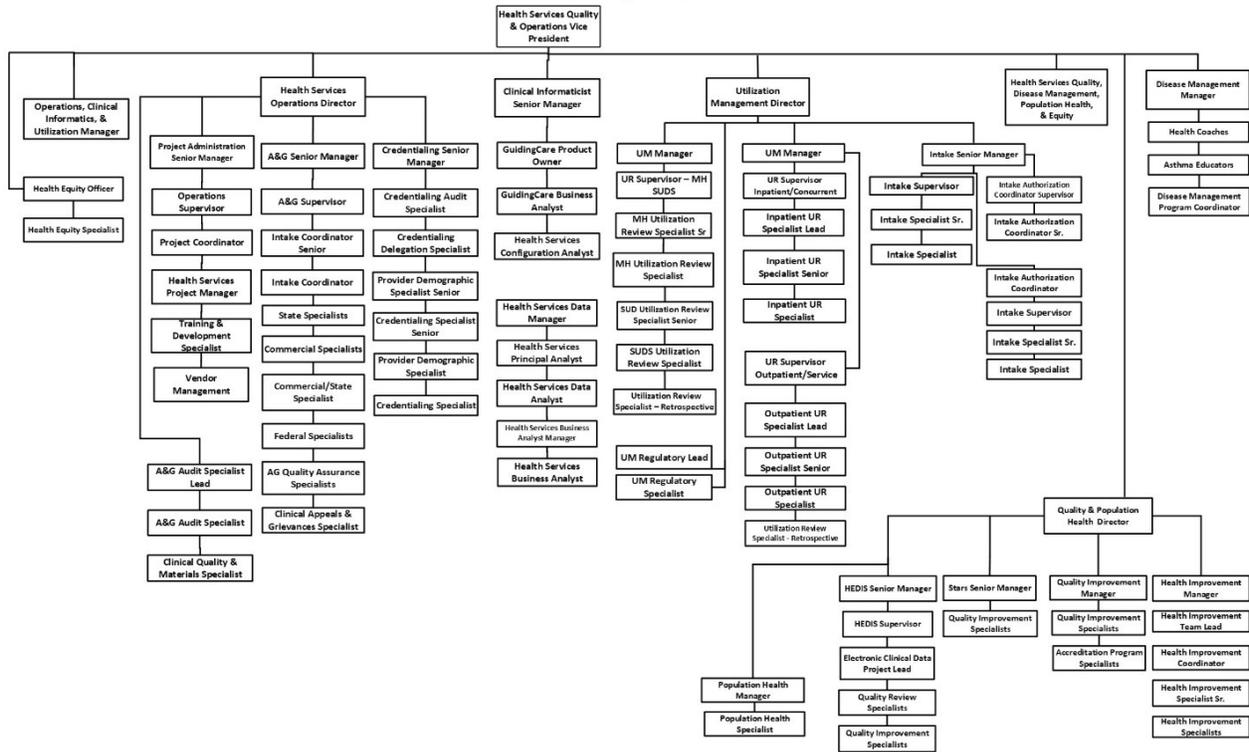 Health Services Quality
& Operations Vice
President
Operations, Clinical
Informatics, &
Utilization Manager
Health Equity Officer
Health Equity Specialist
Health Services
Operations Director
Project Administration
Senior Manager
Operations
Supervisor
Project Coordinator
Health Services
Project Manager
Training &
Development
Specialist
Vendor
Management
A&G Audit Specialist
Lead
A&G Audit Specialist
Clinical Quality &
Materials Specialist
A&G Senior Manager
A&G Supervisor
Intake Coordinator
Senior
Intake Coordinator
State Specialists
Commercial Specialists
Commercial/State
Specialist
Federal Specialists
AG Quality Assurance
Specialists
Clinical Appeals &
Grievances Specialist
Credentialing Senior
Manager
Credentialing Audit
Specialist
Credentialing
Delegation Specialist
Provider Demographic
Specialist Senior
Credentialing Specialist
Senior
Provider Demographic
Specialist
Credentialing Specialist
Clinical Informaticist
Senior Manager
GuidingCare Product
Owner
GuidingCare Business
Analyst
Health Services
Configuration Analyst
Health Services Data
Manager
Health Services
Principal Analyst
Health Services Data
Analyst
Health Services Business
Analyst Manager
Health Services
Business Analyst
Utilization
Management Director
UM Manager
UR Supervisor – MH
SUDS
MH Utilization
Review Specialist Sr
MH Utilization Review
Specialist
SUD Utilization Review
Specialist Senior
SUDS Utilization
Review Specialist
Utilization Review
Specialist – Retrospective
UM Regulatory Lead
UM Regulatory
Specialist
UM Manager
UR Supervisor
Inpatient/Concurrent
Inpatient UR
Specialist Lead
Inpatient UR
Specialist Senior
Inpatient UR
Specialist
UR Supervisor
Outpatient/Service
Outpatient UR
Specialist Lead
Outpatient UR
Specialist Senior
Outpatient UR
Specialist
Utilization Review
Specialist - Retrospective
Intake Senior Manager
Intake Supervisor
Intake Specialist Sr.
Intake Specialist
Intake Authorization
Coordinator Supervisor
Intake Authorization
Coordinator Sr.
Intake Authorization
Coordinator
Intake Supervisor
Intake Specialist Sr.
Intake Specialist
Health Services Quality,
Disease Management,
Population Health,
& Equity
Disease Management
Manager
Health Coaches
Asthma Educators
Disease Management
Program Coordinator
Quality & Population
Health Director
Population Health
Manager
Population Health
Specialist
HEDIS Senior Manager
HEDIS Supervisor
Electronic Clinical Data
Project Lead
Quality Review
Specialists
Quality Improvement
Specialists
Stars Senior Manager
Quality Improvement
Specialists
Quality Improvement
Manager
Quality Improvement
Specialists
Accreditation Program
Specialists
Health Improvement
Manager
Health Improvement
Team Lead
Health Improvement
Coordinator
Health Improvement
Specialist Sr.
Health Improvement
Specialists